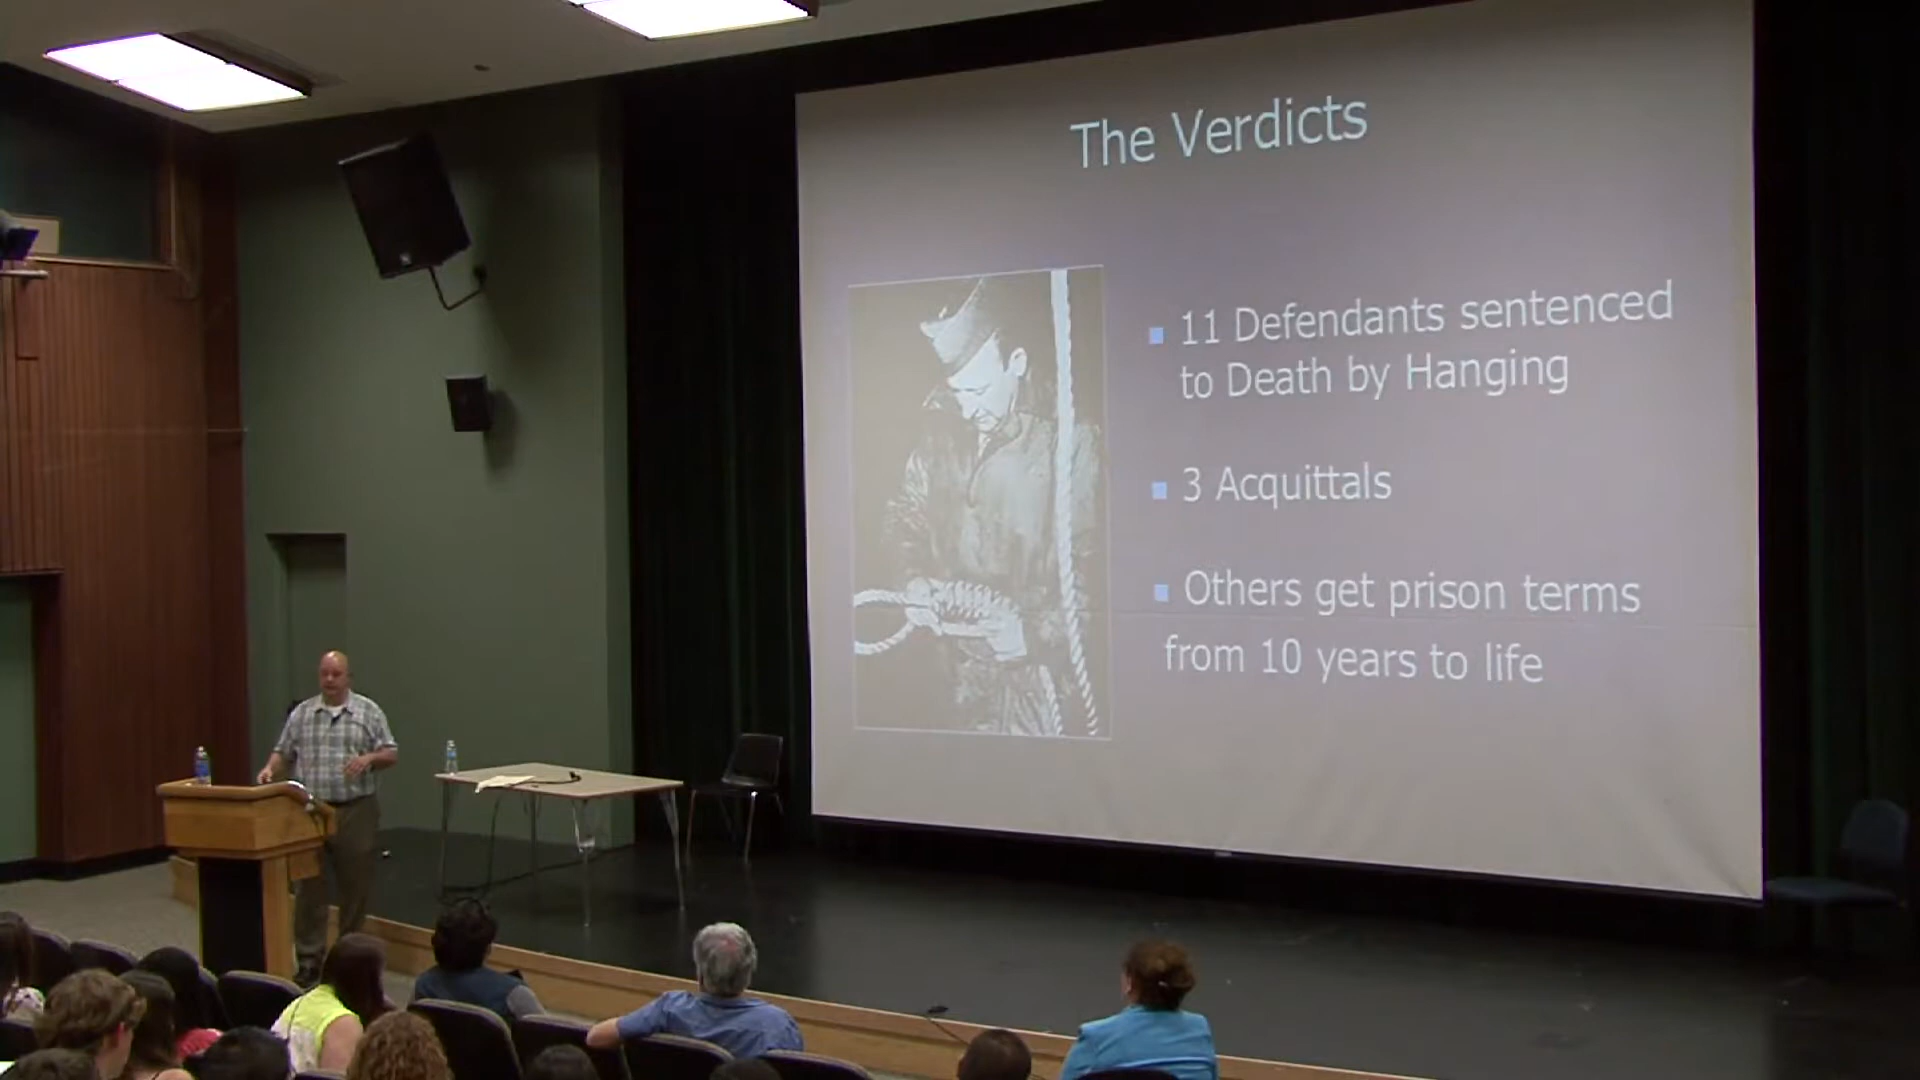 The Verdicts
11 Defendants sentenced
to Death by Hanging
3 Acquittals
Others get prison terms
from 10 years to life